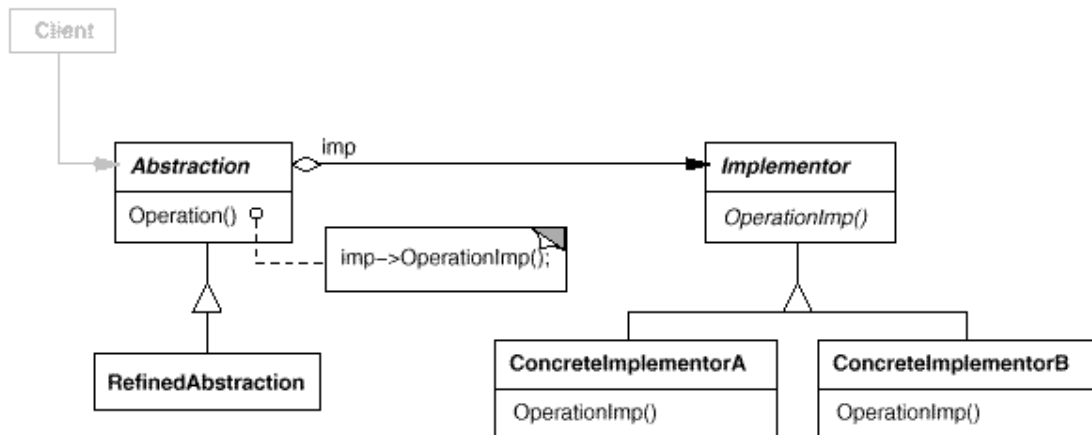 Client
imp
Abstraction
Implementor
Operation()
OperationImp()
imp->OperationImp();
RefinedAbstraction
ConcreteImplementorA
ConcreteImplementorB
OperationImp()
OperationImp()